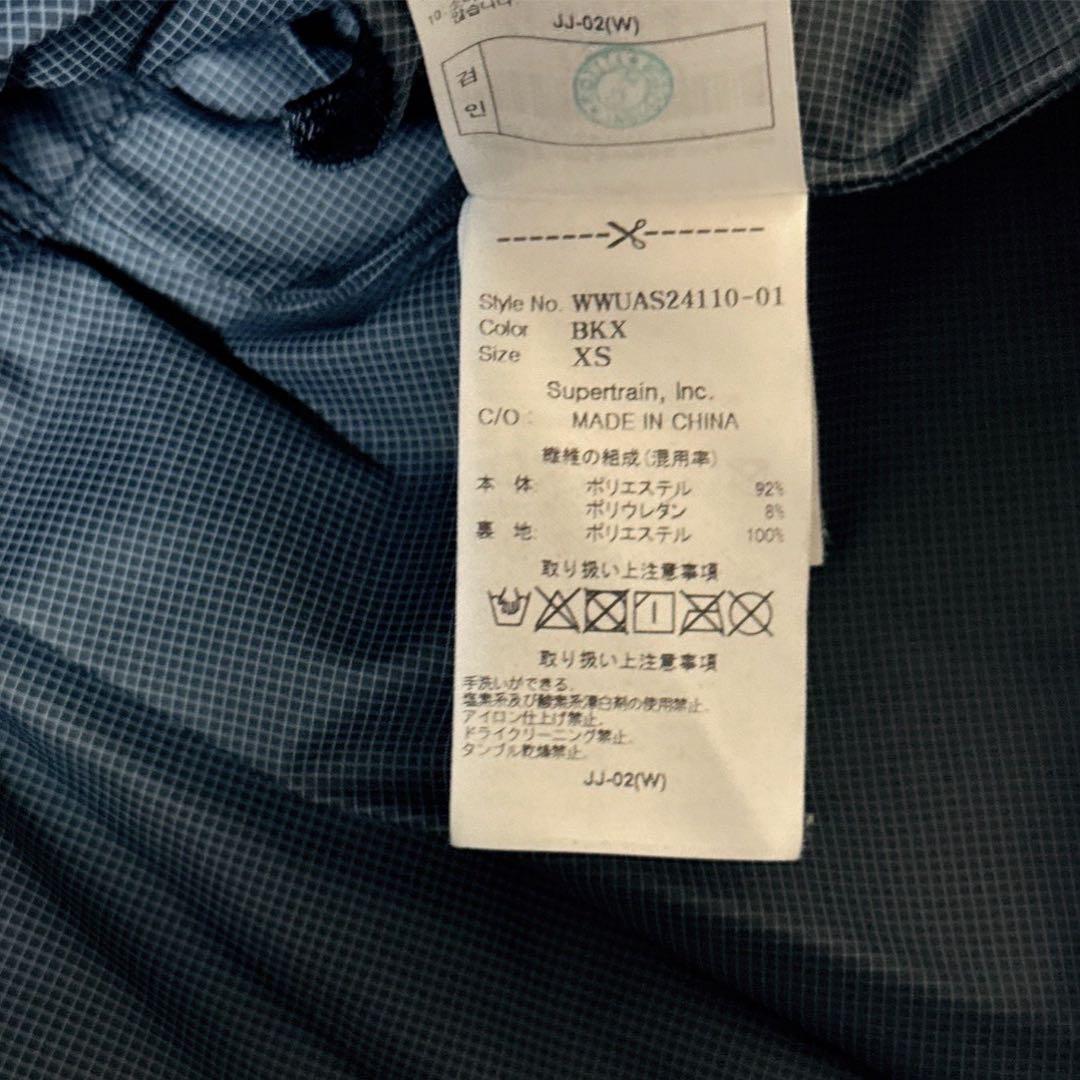 10.
않습니다.
JJ-02(W)
검
인
Style No. WWUAS24110-01
Color BKX
Size XS
Supertrain, Inc.
C/O : MADE IN CHINA
繊維の組成(混用率)
本 体: ポリエステル 92%
ポリウレタン 8%
裏 地: ポリエステル 100%
取り扱い上注意事項
取り扱い上注意事項
手洗いができる.
塩素系及び酸素系漂白剤の使用禁止.
アイロン仕上げ禁止.
ドライクリーニング禁止.
タンブル乾燥禁止.
JJ-02(W)